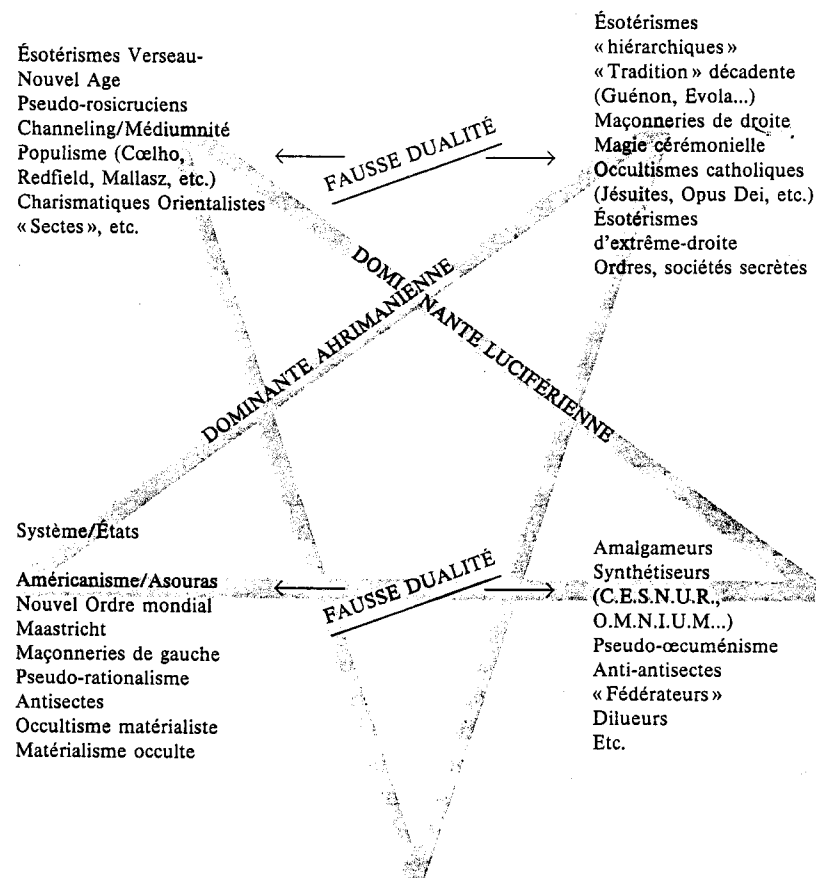 Ésotérismes Verseau-
Nouvel Age
Pseudo-rosicruciens
Channeling/Médiumnité
Populisme (Cœlho,
Redfield, Mallasz, etc.)
Charismatiques Orientalistes
« Sectes », etc.
FAUSSE DUALITÉ
Ésotérismes
« hiérarchiques »
« Tradition » décadente
(Guénon, Evola...)
Maçonneries de droite
Magie cérémonielle
Occultismes catholiques
(Jésuites, Opus Dei, etc.)
Ésotérismes
d'extrême-droite
Ordres, sociétés secrètes
DOMINANTE AHRIMANIENNE
DOMINANTE LUCIFÉRIENNE
Système/États
Américanisme/Asouras
Nouvel Ordre mondial
Maastricht
Maçonneries de gauche
Pseudo-rationalisme
Antisectes
Occultisme matérialiste
Matérialisme occulte
FAUSSE DUALITÉ
Amalgameurs
Synthétiseurs
(C.E.S.N.U.R.,
O.M.N.I.U.M...)
Pseudo-œcuménisme
Anti-antisectes
« Fédérateurs »
Dilueurs
Etc.